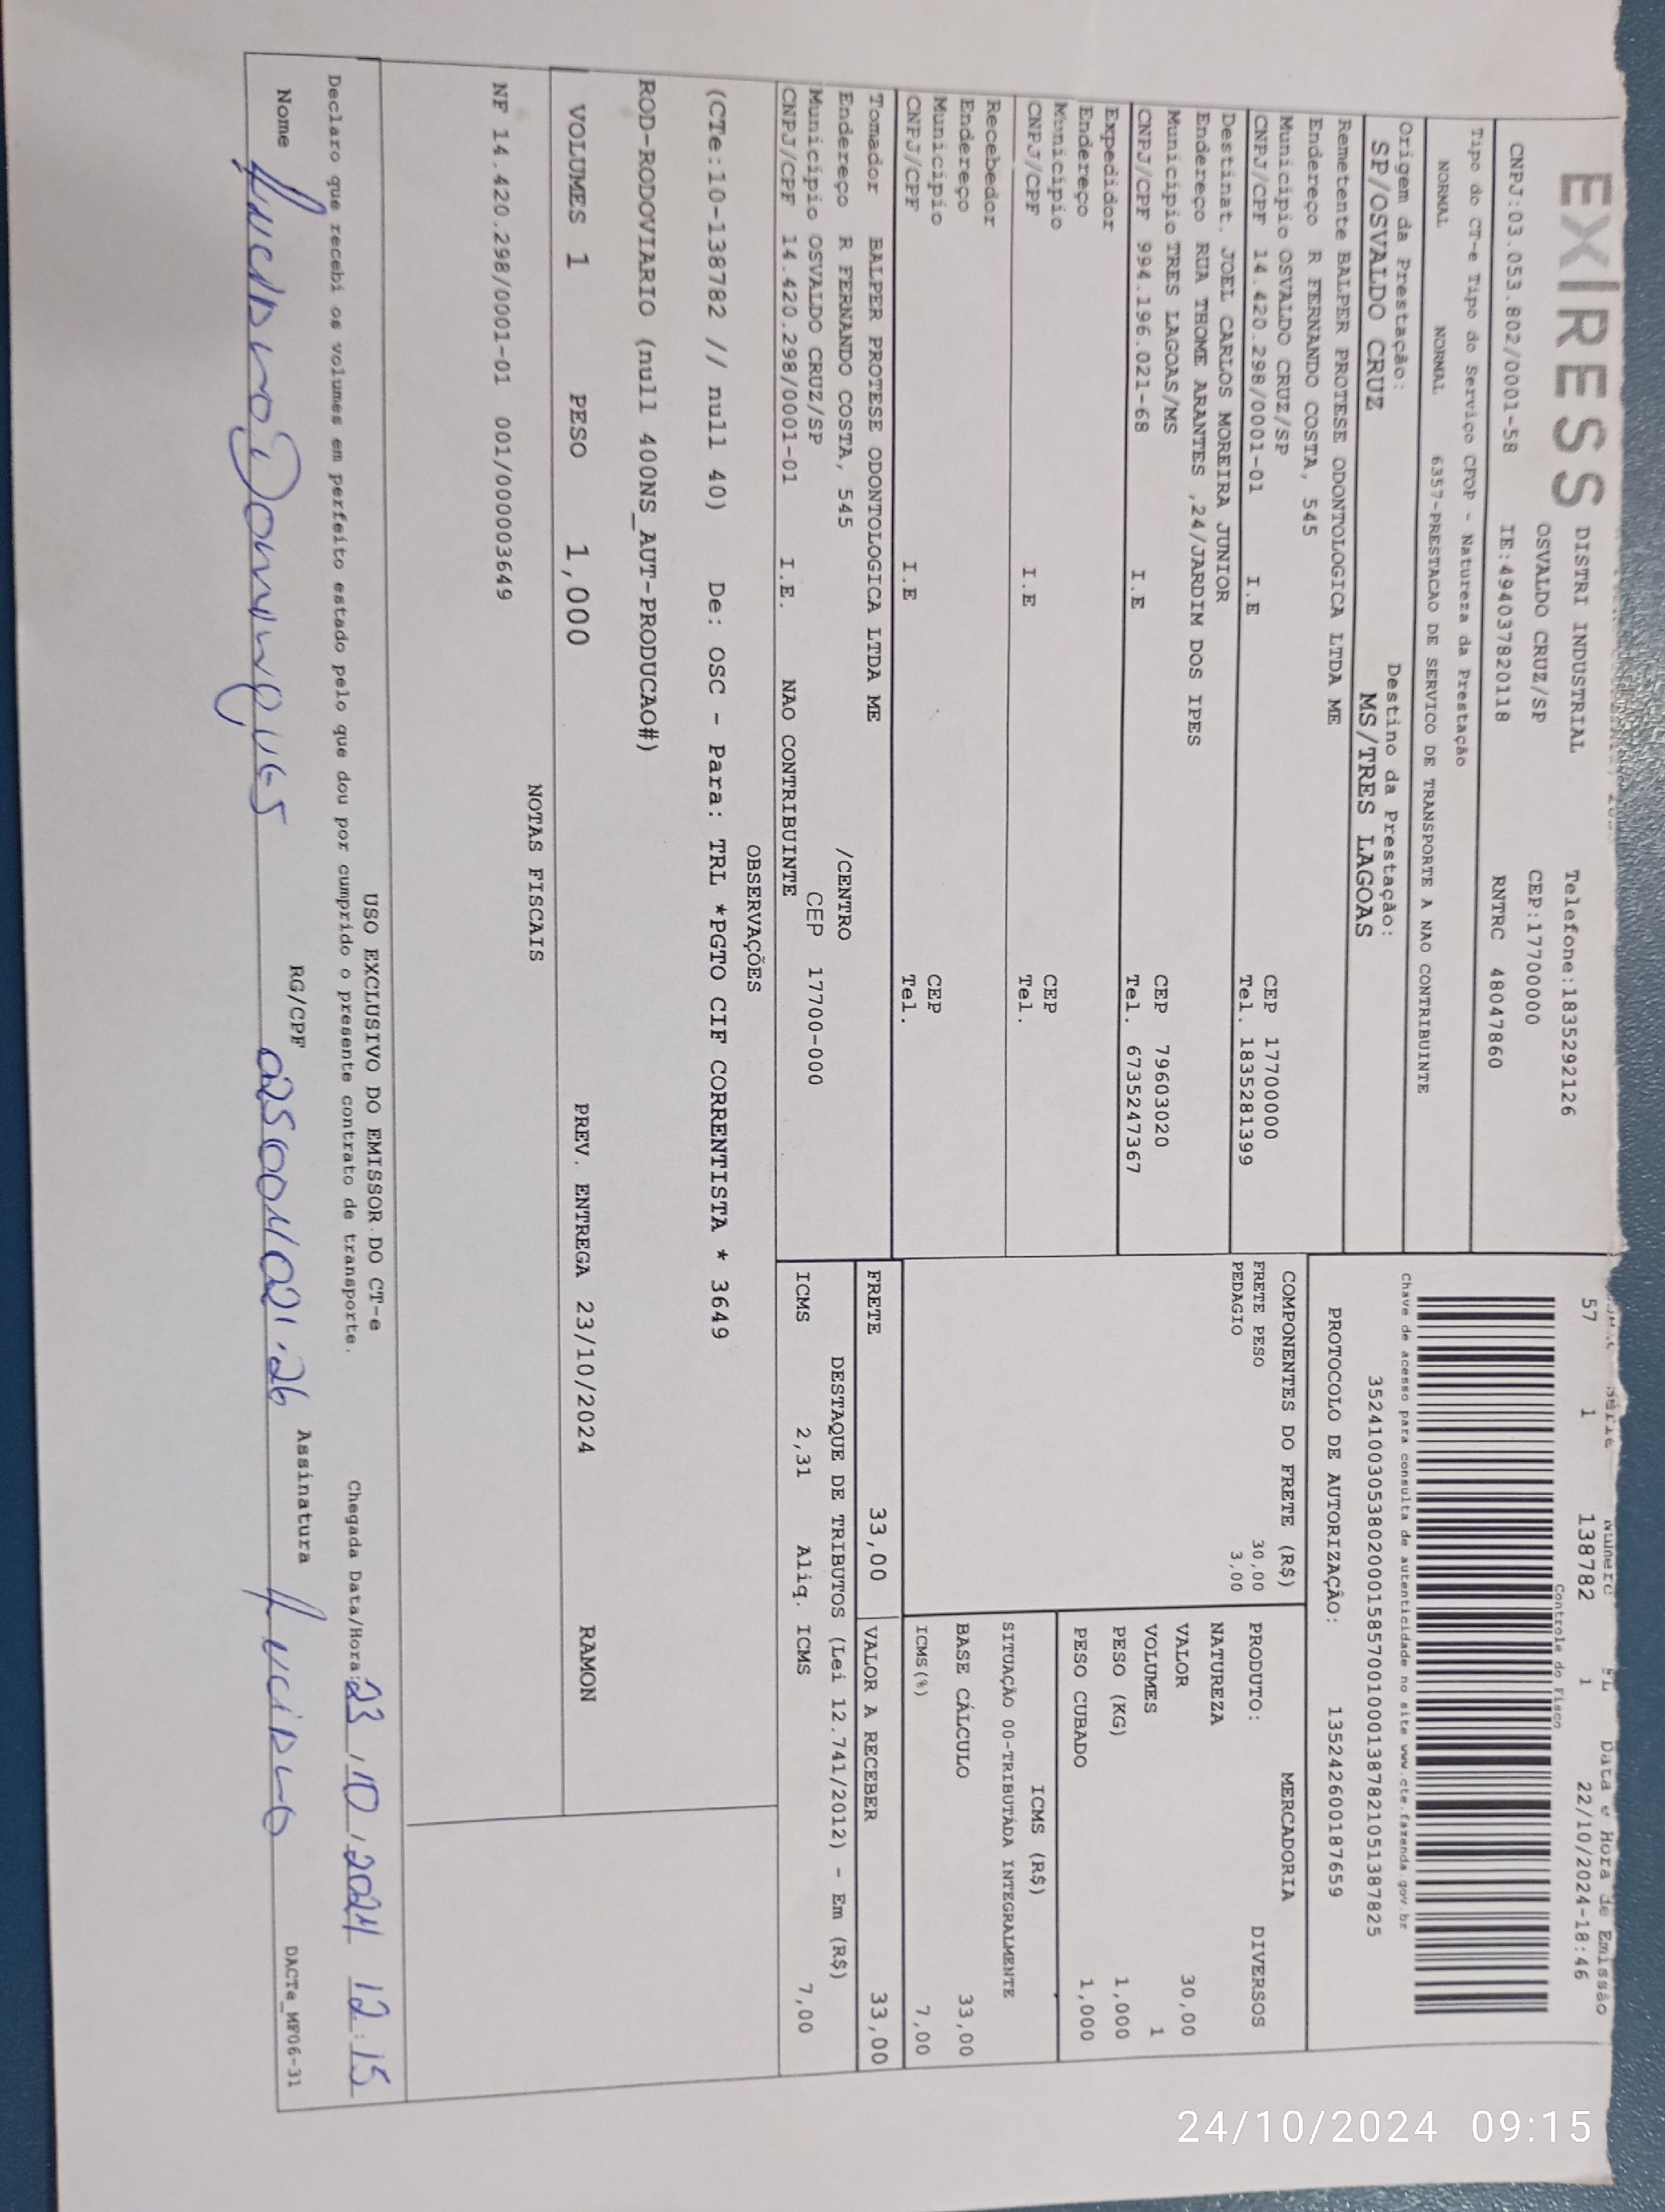 EXPRESS
DISTRI INDUSTRIAL Telefone:1835292126
OSVALDO CRUZ/SP CEP:17700000
CNPJ:03.053.802/0001-58 IE:494037820118 RNTRC 48047860
Tipo do CT-e Tipo do Serviço CFOP - Natureza da Prestação
NORMAL NORMAL 6357-PRESTACAO DE SERVICO DE TRANSPORTE A NAO CONTRIBUINTE
Origem da Prestação: Destino da Prestação:
SP/OSVALDO CRUZ MS/TRES LAGOAS
Série Número FL Data e Hora de Emissão
57 1 138782 1 22/10/2024-18:46
Controle do Fisco
Chave de acesso para consulta de autenticidade no site www.cte.fazenda.gov.br
35241003053802000158570010001387821051387825
PROTOCOLO DE AUTORIZAÇÃO: 135242600187659
Remetente BALPER PROTESE ODONTOLOGICA LTDA ME
Endereço R FERNANDO COSTA, 545
Municipio OSVALDO CRUZ/SP CEP 17700000
CNPJ/CPF 14.420.298/0001-01 I.E Tel. 1835281399
Destinat. JOEL CARLOS MOREIRA JUNIOR
Endereço RUA THOME ARANTES ,24/JARDIM DOS IPES
Município TRES LAGOAS/MS CEP 79603020
CNPJ/CPF 994.196.021-68 I.E Tel. 6735247367
Expedidor
Endereço
Município CEP
CNPJ/CPF I.E Tel.
Recebedor
Endereço
Município CEP
CNPJ/CPF I.E Tel.
Tomador BALPER PROTESE ODONTOLOGICA LTDA ME
Endereço R FERNANDO COSTA, 545 /CENTRO
Município OSVALDO CRUZ/SP CEP 17700-000
CNPJ/CPF 14.420.298/0001-01 I.E. NAO CONTRIBUINTE
COMPONENTES DO FRETE (R$)
FRETE PESO 30,00
PEDAGIO 3,00
MERCADORIA
PRODUTO: DIVERSOS
NATUREZA
VALOR 30,00
VOLUMES 1
PESO (KG) 1,000
PESO CUBADO 1,000
ICMS (R$)
SITUAÇÃO 00-TRIBUTADA INTEGRALMENTE
BASE CÁLCULO 33,00
ICMS(%) 7,00
FRETE 33,00 VALOR A RECEBER 33,00
DESTAQUE DE TRIBUTOS (Lei 12.741/2012) - Em (R$)
ICMS 2,31 Aliq. ICMS 7,00
OBSERVAÇÕES
(CTe:10-138782 // null 40) De: OSC - Para: TRL *PGTO CIF CORRENTISTA * 3649
ROD-RODOVIARIO (null 400NS_AUT-PRODUCAO#)
VOLUMES 1 PESO 1,000 PREV. ENTREGA 23/10/2024 RAMON
NOTAS FISCAIS
NF 14.420.298/0001-01 001/000003649
USO EXCLUSIVO DO EMISSOR DO CT-e
Declaro que recebi os volumes em perfeito estado pelo que dou por cumprido o presente contrato de transporte. Chegada Data/Hora: 23/10/2024 12:15
Nome Luciano Domingues RG/CPF Assinatura Luciano
DACTe_MF06-31
24/10/2024 09:15